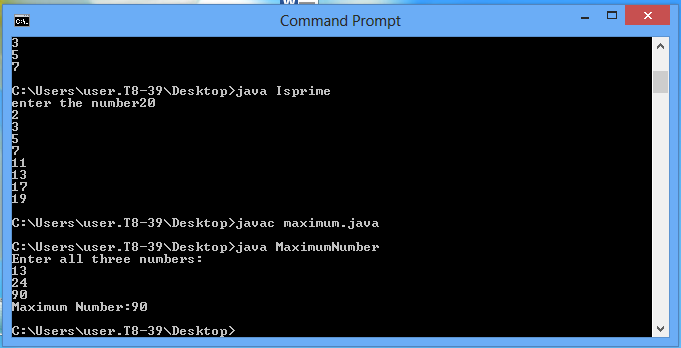 W
Command Prompt
C:\.
3
5
7
C:\Users\user.T8-39\Desktop>java Isprime
enter the number20
2
3
5
7
11
13
17
19
C:\Users\user.T8-39\Desktop>javac maximum.java
C:\Users\user.T8-39\Desktop>java MaximumNumber
Enter all three numbers:
13
24
90
Maximum Number:90
C:\Users\user.T8-39\Desktop>